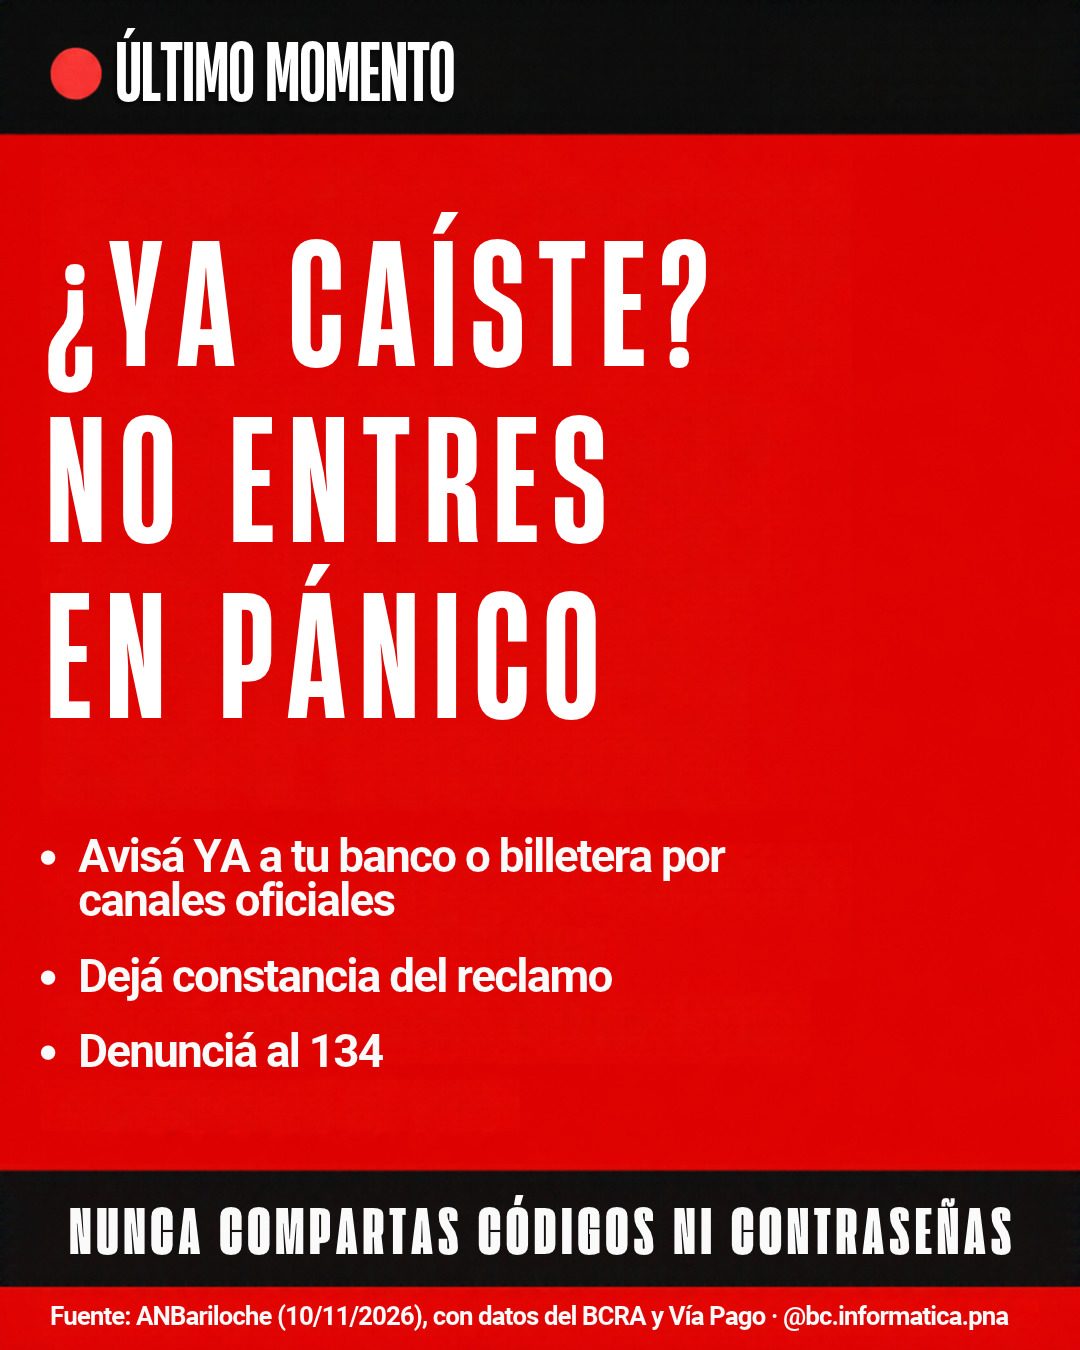 ÚLTIMO MOMENTO
¿YA CAÍSTE?
NO ENTRES
EN PÁNICO
• Avisá YA a tu banco o billetera por
canales oficiales
• Dejá constancia del reclamo
• Denunciá al 134
NUNCA COMPARTAS CÓDIGOS NI CONTRASEÑAS
Fuente: ANBariloche (10/11/2026), con datos del BCRA y Vía Pago · @bc.informatica.pna